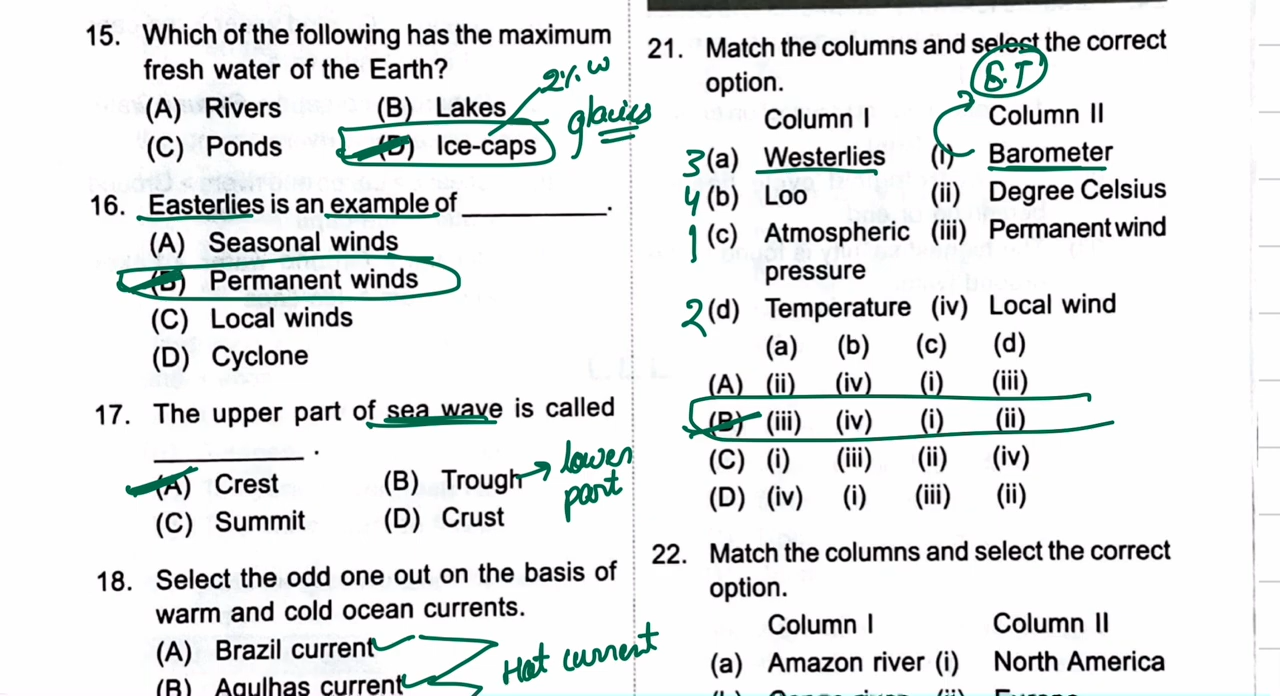 15. Which of the following has the maximum
fresh water of the Earth?
2% w
(A) Rivers (B) Lakes
glaciers
(C) Ponds (D) Ice-caps
16. Easterlies is an example of __________.
(A) Seasonal winds
(B) Permanent winds
(C) Local winds
(D) Cyclone
17. The upper part of sea wave is called
__________ .
(A) Crest (B) Trough → lower
part
(C) Summit (D) Crust
18. Select the odd one out on the basis of
warm and cold ocean currents.
(A) Brazil current
Hot current
(B) Agulhas current
21. Match the columns and select the correct
option.
S.T
Column I Column II
3 (a) Westerlies (i) Barometer
4 (b) Loo (ii) Degree Celsius
1 (c) Atmospheric (iii) Permanent wind
pressure
2 (d) Temperature (iv) Local wind
(a) (b) (c) (d)
(A) (ii) (iv) (i) (iii)
(B) (iii) (iv) (i) (ii)
(C) (i) (iii) (ii) (iv)
(D) (iv) (i) (iii) (ii)
22. Match the columns and select the correct
option.
Column I Column II
(a) Amazon river (i) North America